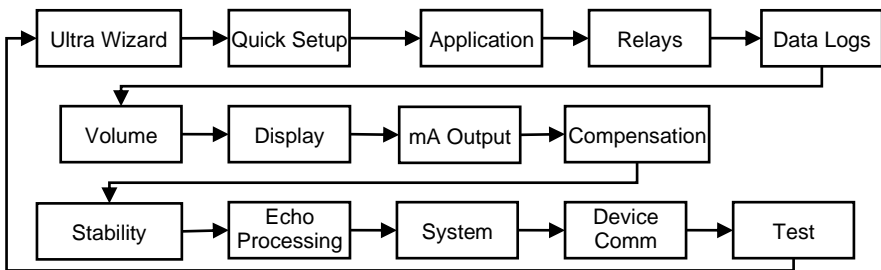 Ultra Wizard
Quick Setup
Application
Relays
Data Logs
Volume
Display
mA Output
Compensation
Stability
Echo
Processing
System
Device
Comm
Test